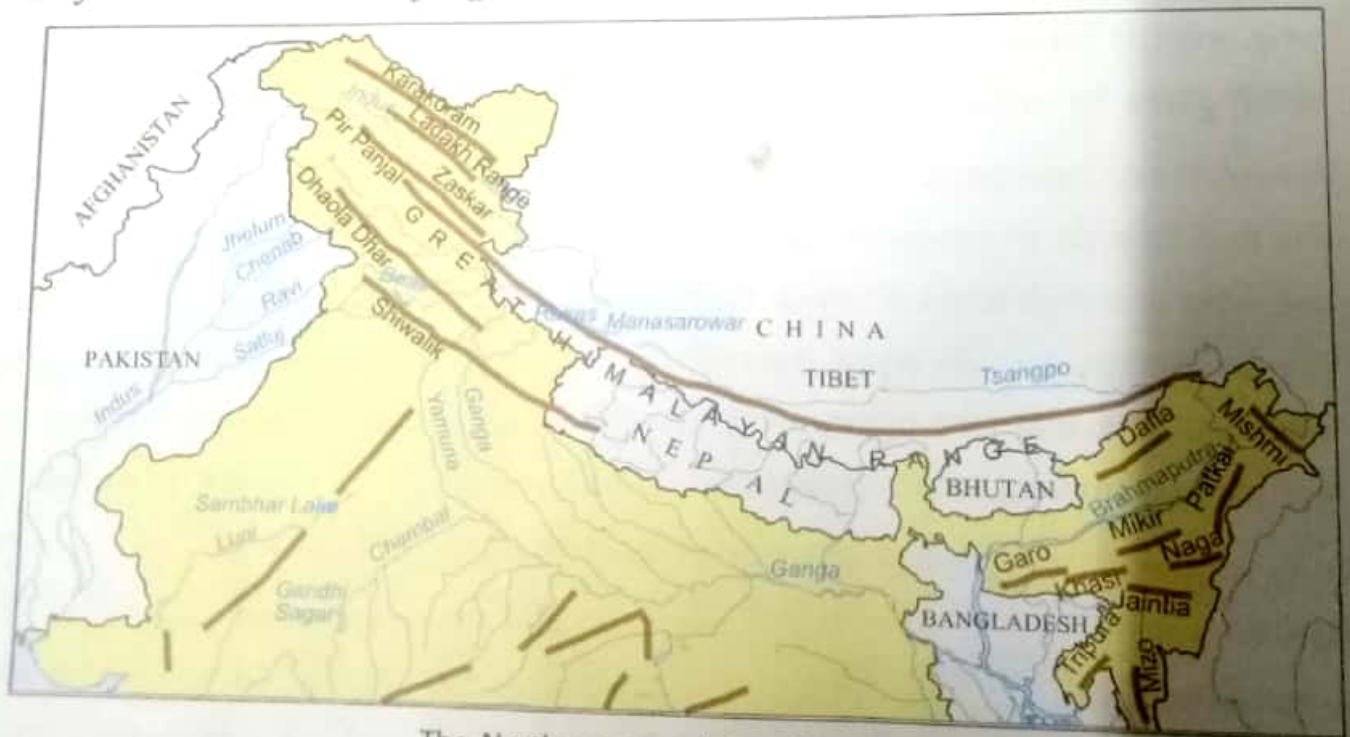 AFGHANISTAN
Karakoram
Indus
Ladakh Range
Pir Panjal
Zaskar
Dhaola Dhar
Jhelum
Chenab
Ravi
Satluj
Beas
Shiwalik
PAKISTAN
Indus
GREAT HIMALAYAN RANGE
Manasarowar
CHINA
TIBET
Tsangpo
NEPAL
BHUTAN
Dafla
Mishmi
Brahmaputra
Patkai
Mikir
Naga
Garo
Khasi
Jaintia
BANGLADESH
Tripura
Mizo
Yamuna
Ganga
Sambhar Lake
Luni
Chambal
Gandhi
Sagar
Ganga